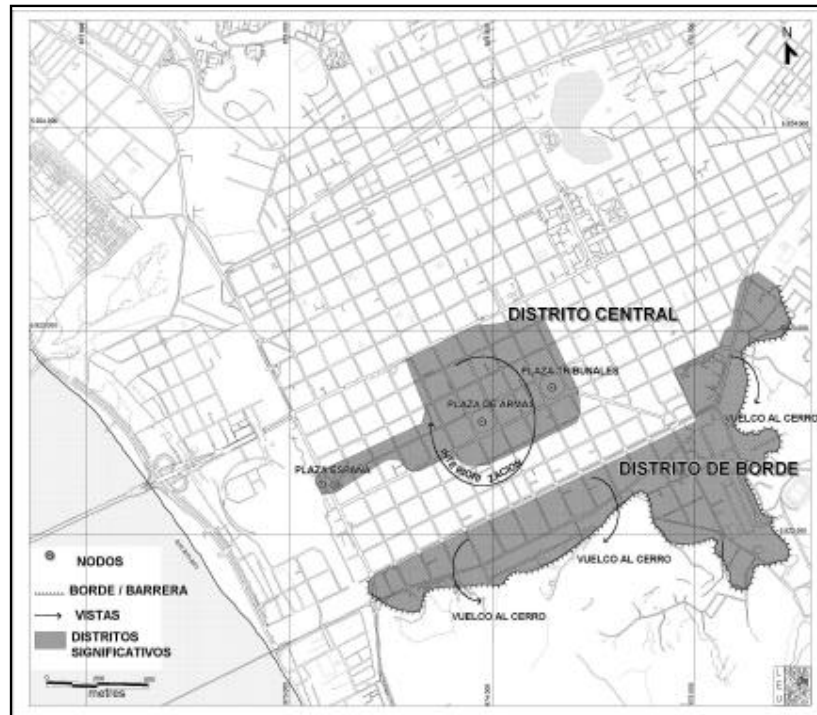 N
DISTRITO CENTRAL
PLAZA TRIBUNALES
PLAZA DE ARMAS
VUELCO AL CERRO
INTERIORIZACION
PLAZA ESPAÑA
DISTRITO DE BORDE
VUELCO AL CERRO
VUELCO AL CERRO
NODOS
BORDE / BARRERA
VISTAS
DISTRITOS
SIGNIFICATIVOS
metros
L E U